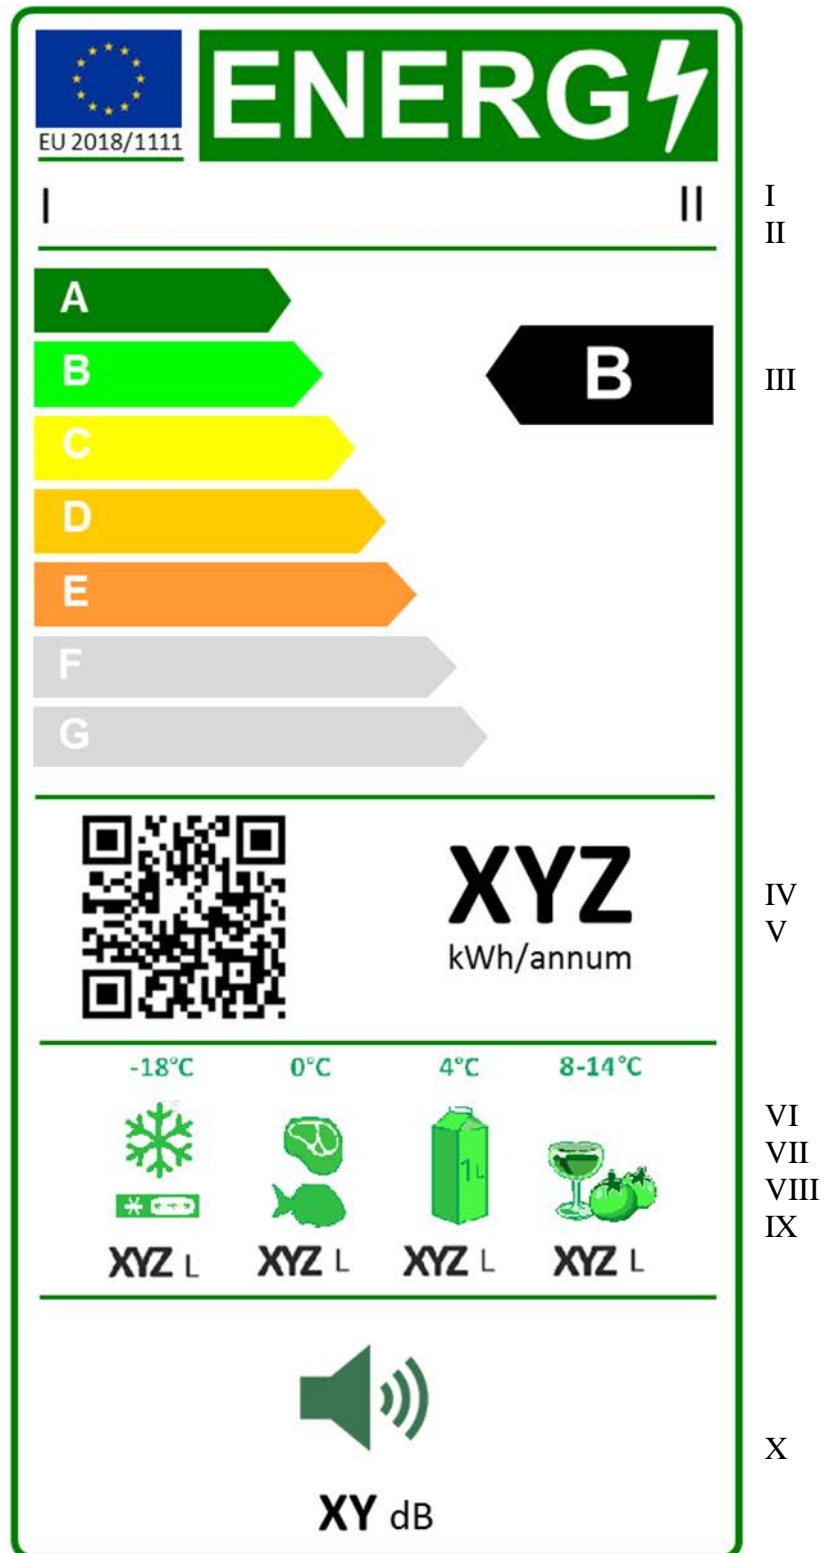 ENERG
EU 2018/1111
I II
I
II
A
B
B
III
C
D
E
F
G
XYZ
kWh/annum
IV
V
-18°C 0°C 4°C 8-14°C
1L
VI
VII
VIII
IX
XYZ L XYZ L XYZ L XYZ L
X
XY dB